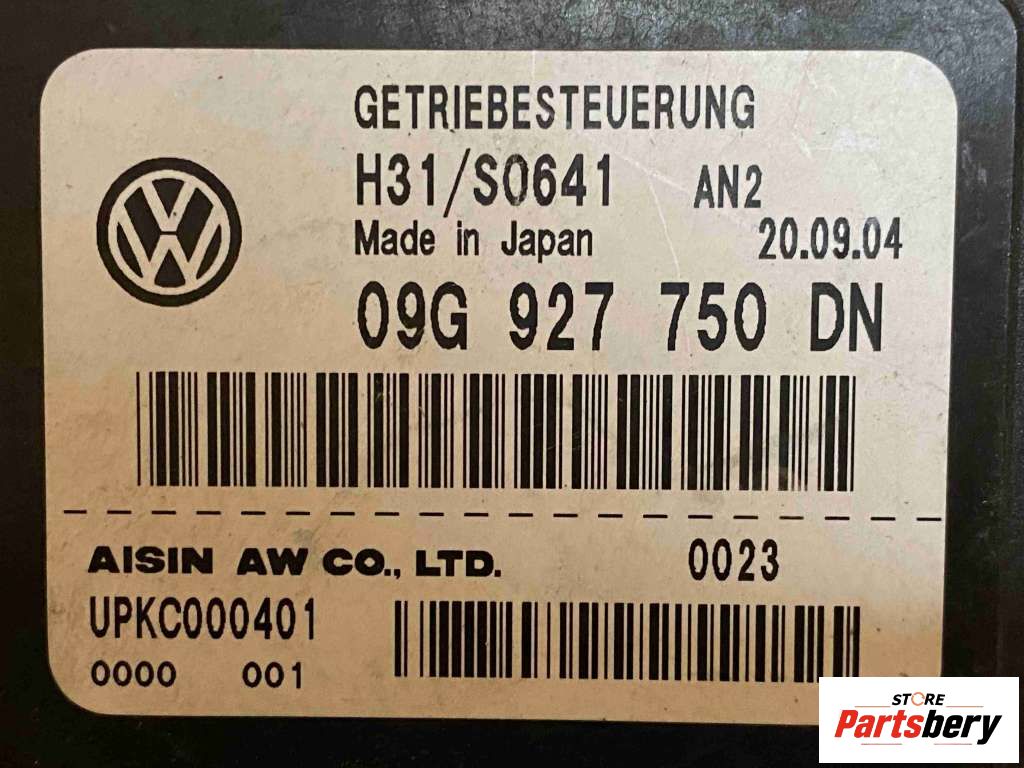 GETRIEBESTEUERUNG
H31/S0641 AN2
Made in Japan 20.09.04
09G 927 750 DN
AISIN AW CO., LTD. 0023
UPKC000401
0000 001
STORE
Partsbery